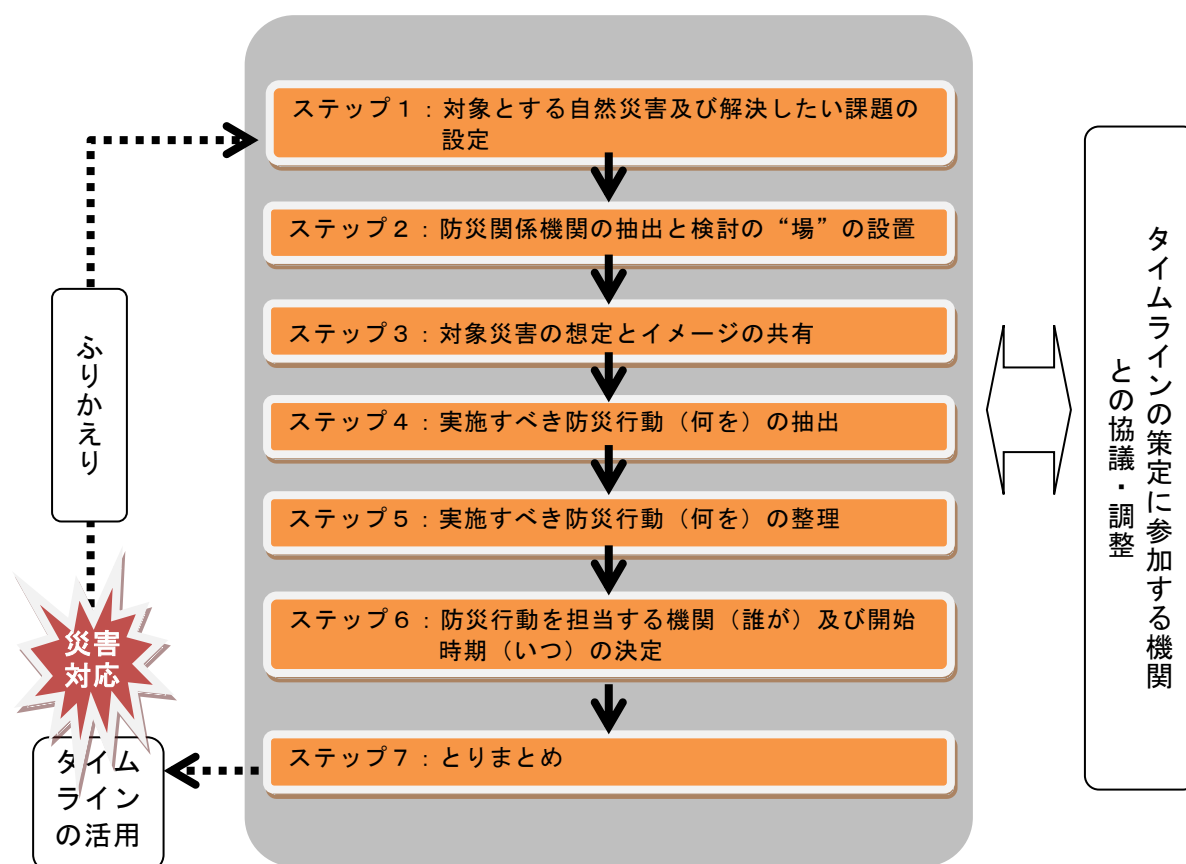 ステップ１：対象とする自然災害及び解決したい課題の
設定
ステップ２：防災関係機関の抽出と検討の“場”の設置
ステップ３：対象災害の想定とイメージの共有
ステップ４：実施すべき防災行動（何を）の抽出
ステップ５：実施すべき防災行動（何を）の整理
ステップ６：防災行動を担当する機関（誰が）及び開始
時期（いつ）の決定
ステップ７：とりまとめ
タイムラインの策定に参加する機関
との協議・調整
ふりかえり
災害
対応
タイム
ライン
の活用